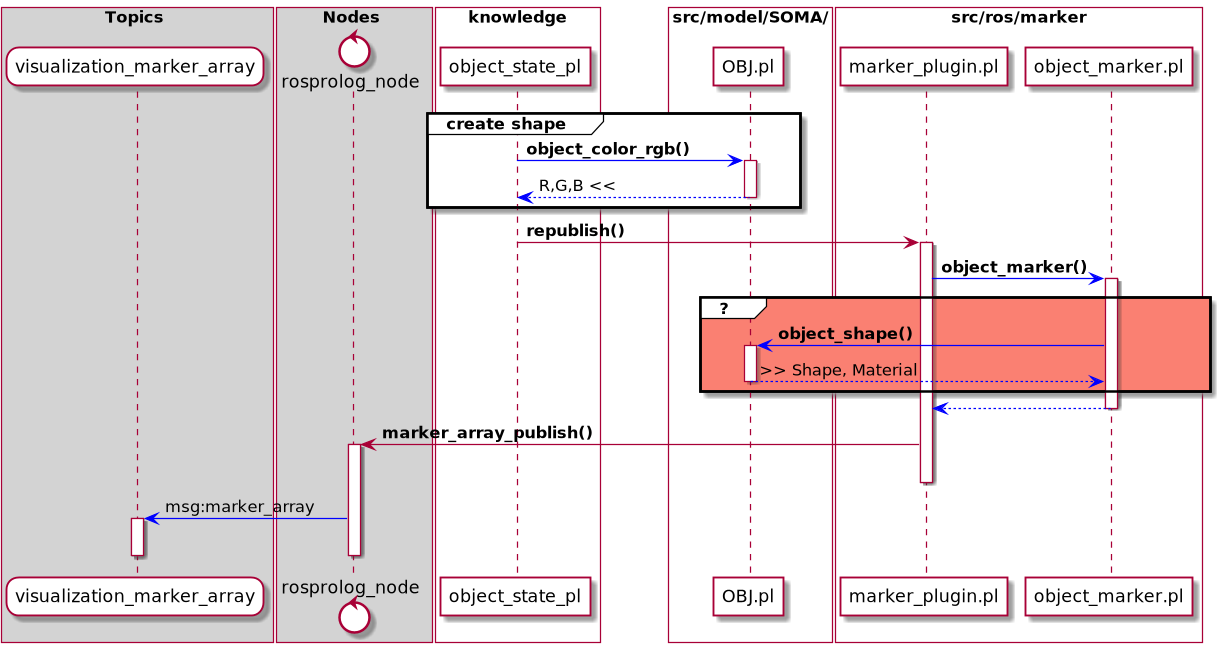 Topics
Nodes
knowledge
src/model/SOMA/
src/ros/marker
visualization_marker_array
rosprolog_node
object_state_pl
OBJ.pl
marker_plugin.pl
object_marker.pl
create shape
object_color_rgb()
R,G,B <<
republish()
object_marker()
?
object_shape()
>> Shape, Material
marker_array_publish()
msg:marker_array
visualization_marker_array
rosprolog_node
object_state_pl
OBJ.pl
marker_plugin.pl
object_marker.pl